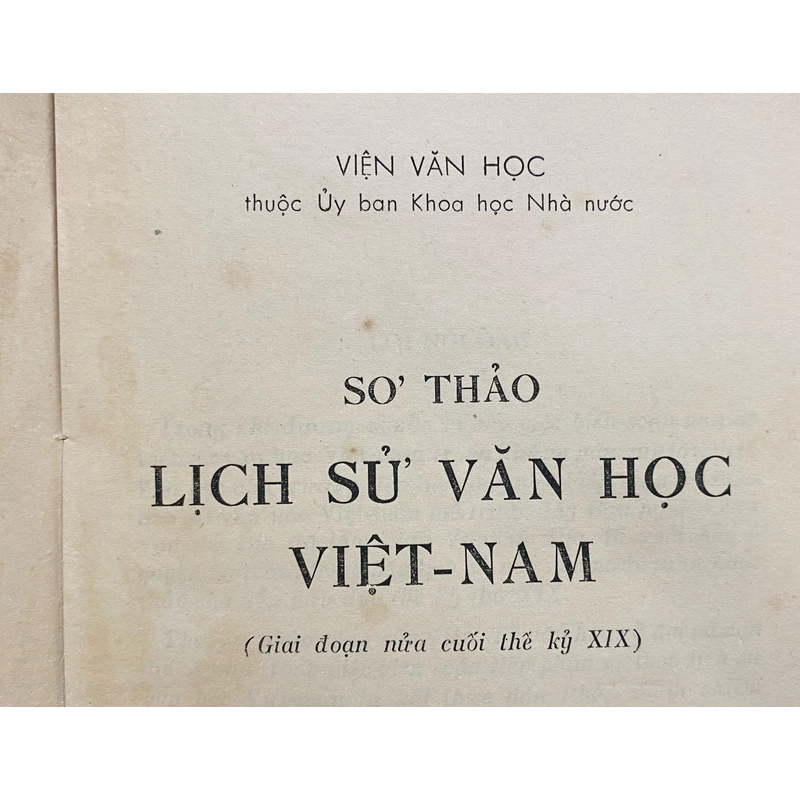 VIỆN VĂN HỌC
thuộc Ủy ban Khoa học Nhà nước
SƠ THẢO
LỊCH SỬ VĂN HỌC
VIỆT-NAM
(Giai đoạn nửa cuối thế kỷ XIX)